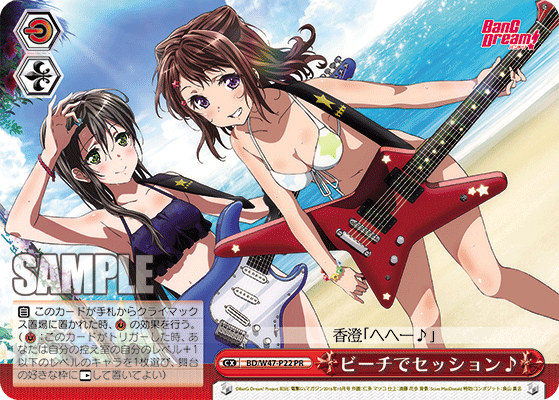 BanG Dream!
SAMPLE
このカードが手札からクライマックス置場に置かれた時、の効果を行う。
(:このカードがトリガーした時、あなたは自分の控え室の自分のレベル+1以下のレベルのキャラを1枚選び、舞台の好きな枠に して置いてよい)
香澄「へへー♪」
CX BD/W47-P22 PR
ビーチでセッション♪
©BanG Dream! Project